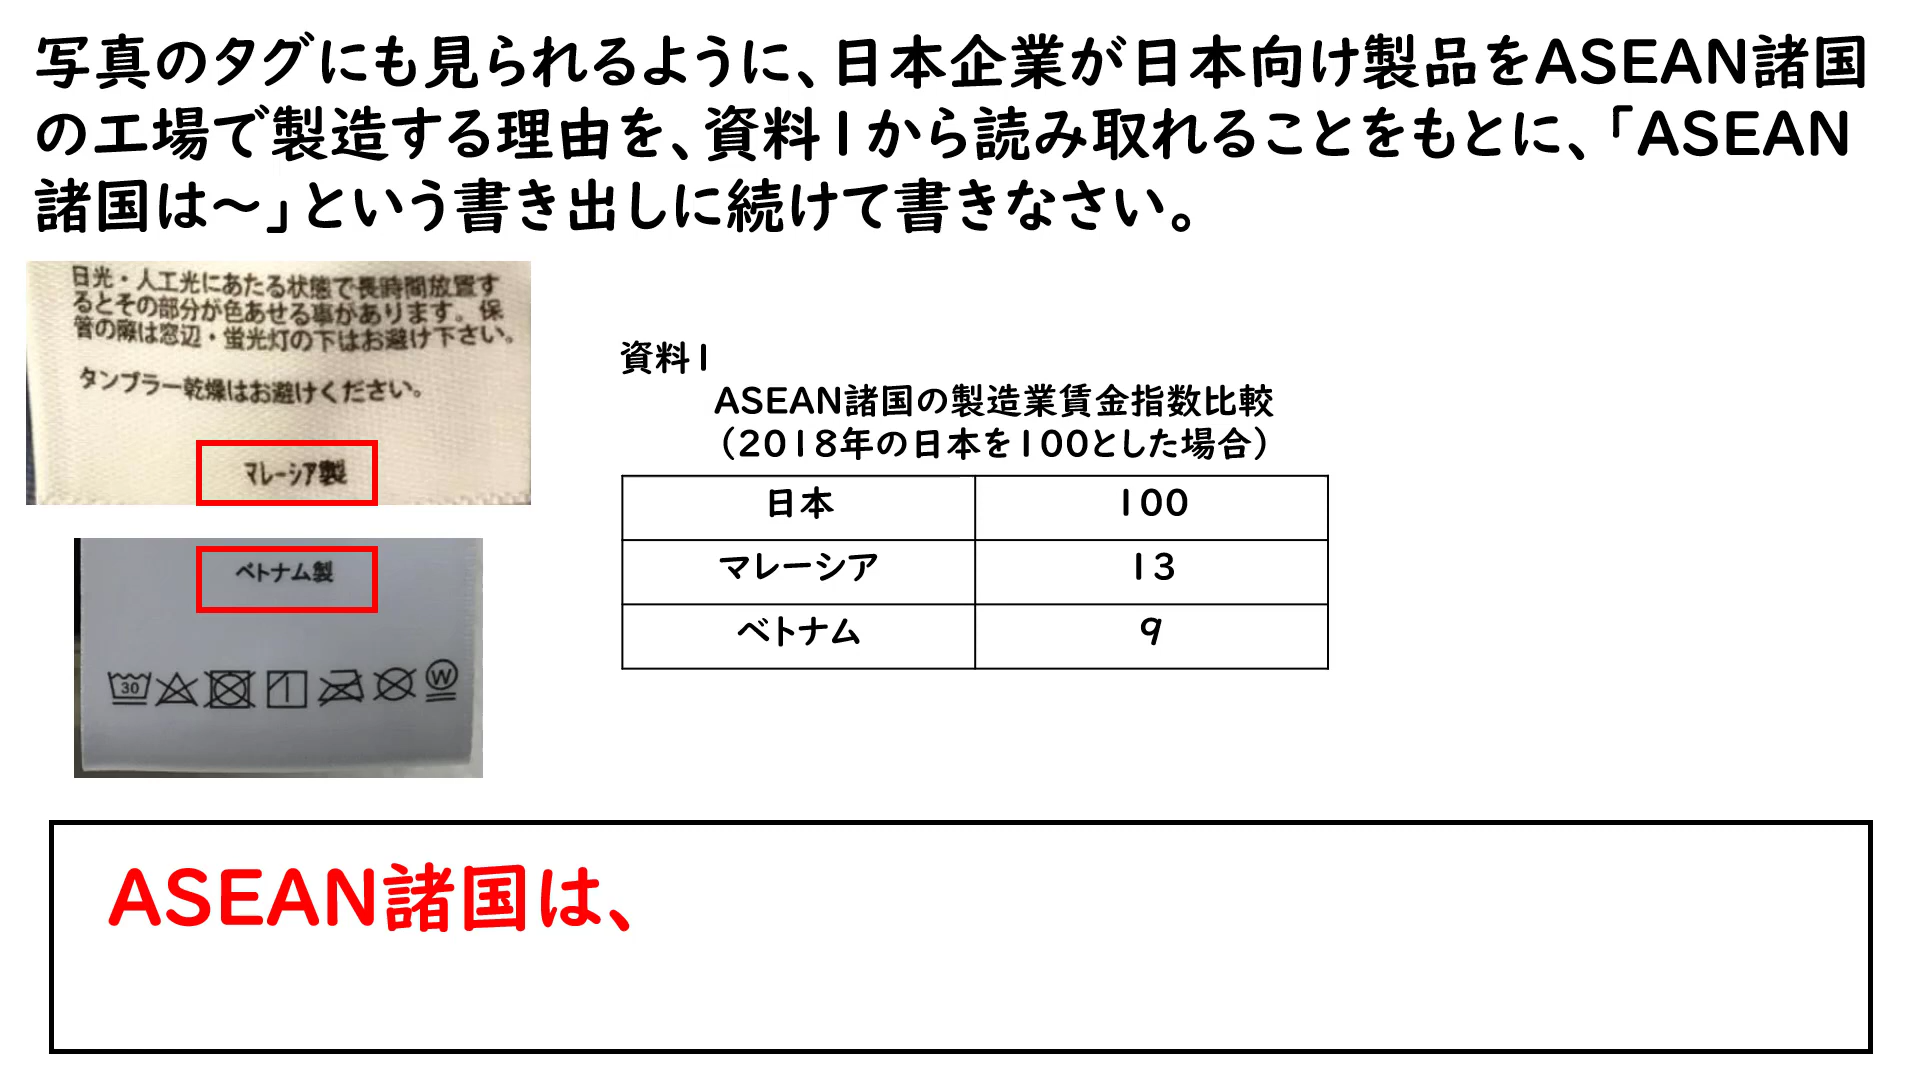 写真のタグにも見られるように、日本企業が日本向け製品をASEAN諸国
の工場で製造する理由を、資料1から読み取れることをもとに、「ASEAN
諸国は～」という書き出しに続けて書きなさい。
日光・人工光にあたる状態で長時間放置す
るとその部分が色あせる事があります。保
管の際は窓辺・蛍光灯の下はお避け下さい。
タンブラー乾燥はお避けください。
マレーシア製
ベトナム製
30
W
資料1
ASEAN諸国の製造業賃金指数比較
（2018年の日本を100とした場合）
日本 100
マレーシア 13
ベトナム 9
ASEAN諸国は、